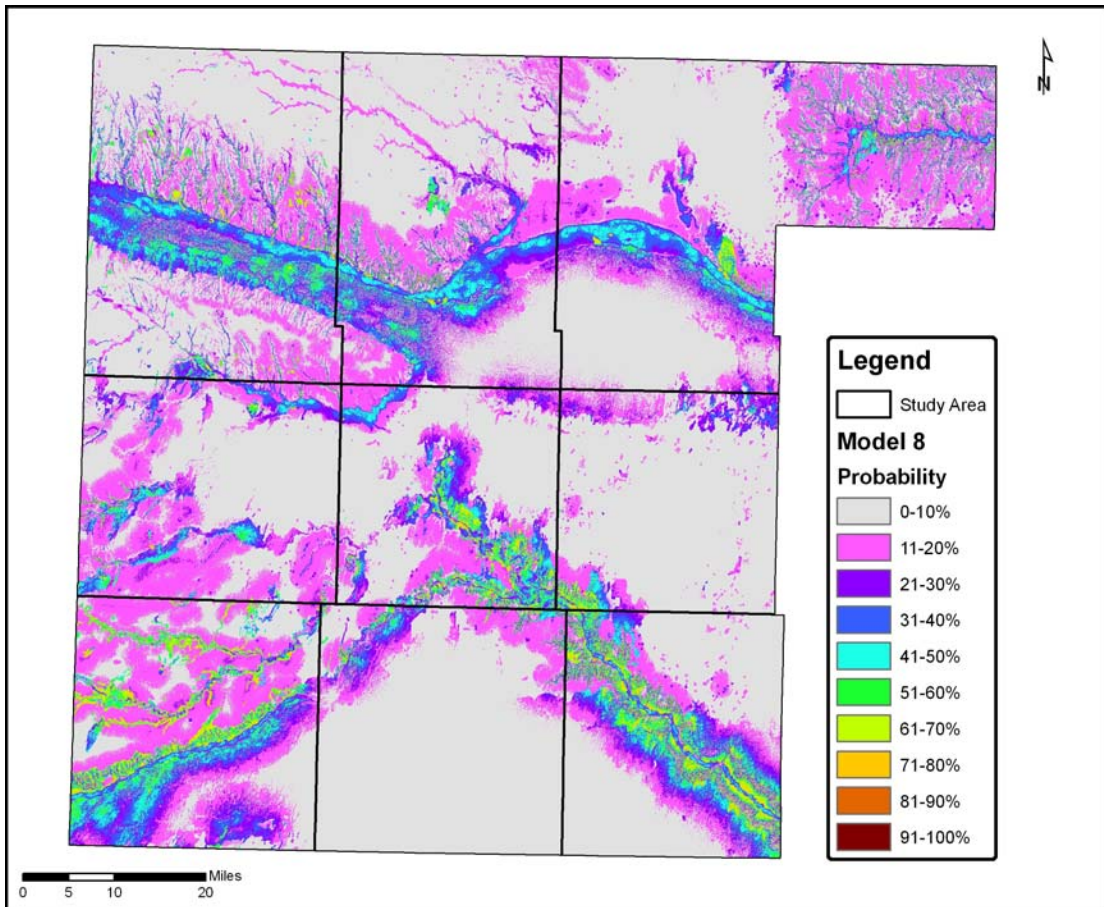 N
Legend
Study Area
Model 8
Probability
0-10%
11-20%
21-30%
31-40%
41-50%
51-60%
61-70%
71-80%
81-90%
91-100%
Miles
0 5 10 20